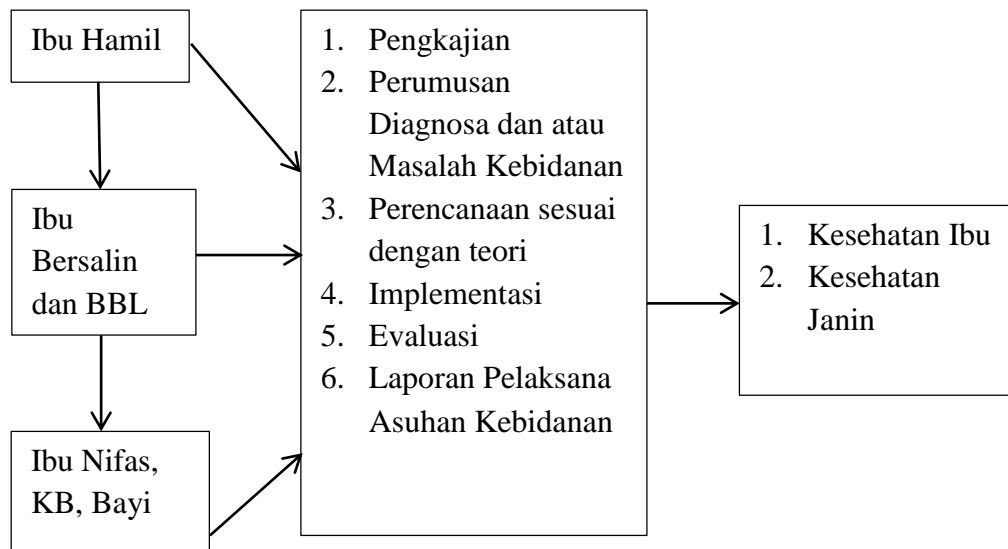 Ibu Hamil
Ibu
Bersalin
dan BBL
Ibu Nifas,
KB, Bayi
1. Pengkajian
2. Perumusan
Diagnosa dan atau
Masalah Kebidanan
3. Perencanaan sesuai
dengan teori
4. Implementasi
5. Evaluasi
6. Laporan Pelaksana
Asuhan Kebidanan
1. Kesehatan Ibu
2. Kesehatan
Janin